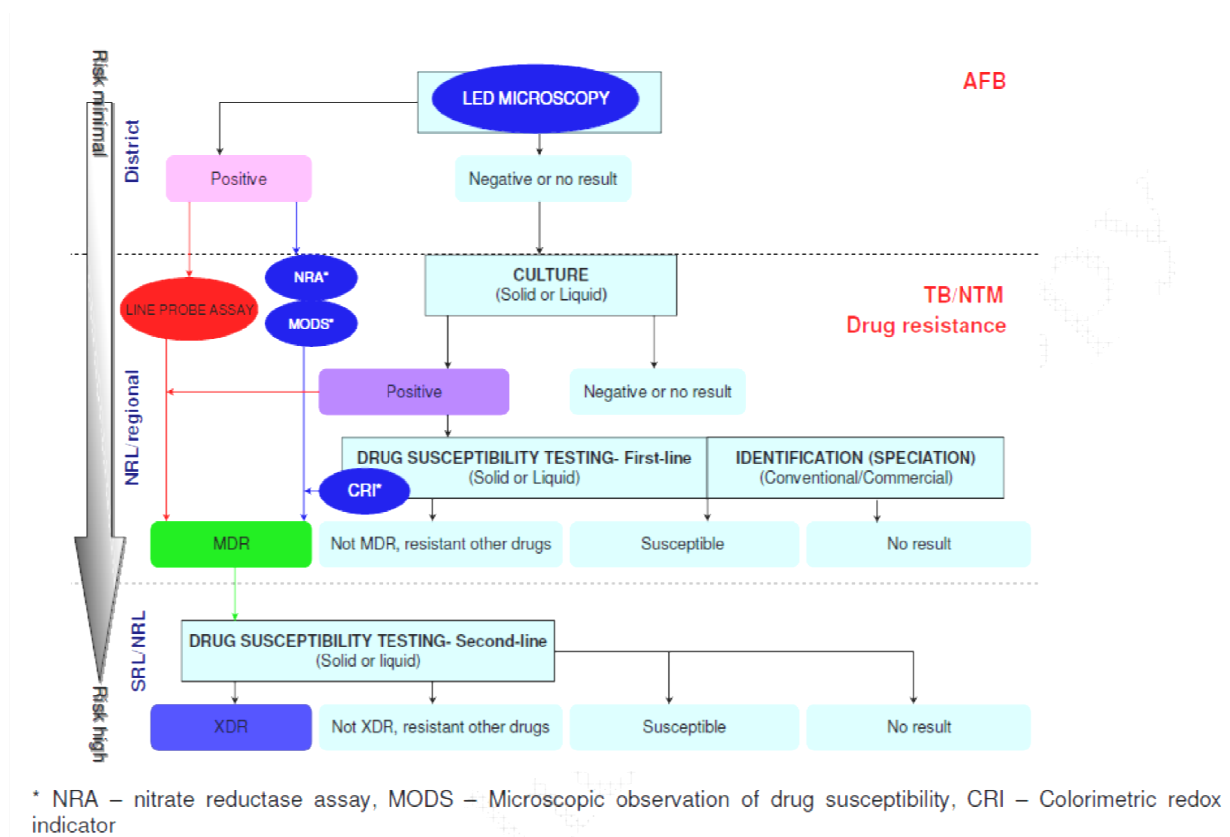 Risk minimal
District
LED MICROSCOPY
AFB
Positive
Negative or no result
NRL/regional
LINE PROBE ASSAY
NRA*
MODS*
CULTURE
(Solid or Liquid)
TB/NTM
Drug resistance
Positive
Negative or no result
DRUG SUSCEPTIBILITY TESTING- First-line
(Solid or Liquid)
IDENTIFICATION (SPECIATION)
(Conventional/Commercial)
CRI*
MDR
Not MDR, resistant other drugs
Susceptible
No result
SRL/NRL
DRUG SUSCEPTIBILITY TESTING- Second-line
(Solid or liquid)
Risk high
XDR
Not XDR, resistant other drugs
Susceptible
No result
* NRA – nitrate reductase assay, MODS – Microscopic observation of drug susceptibility, CRI – Colorimetric redox
indicator